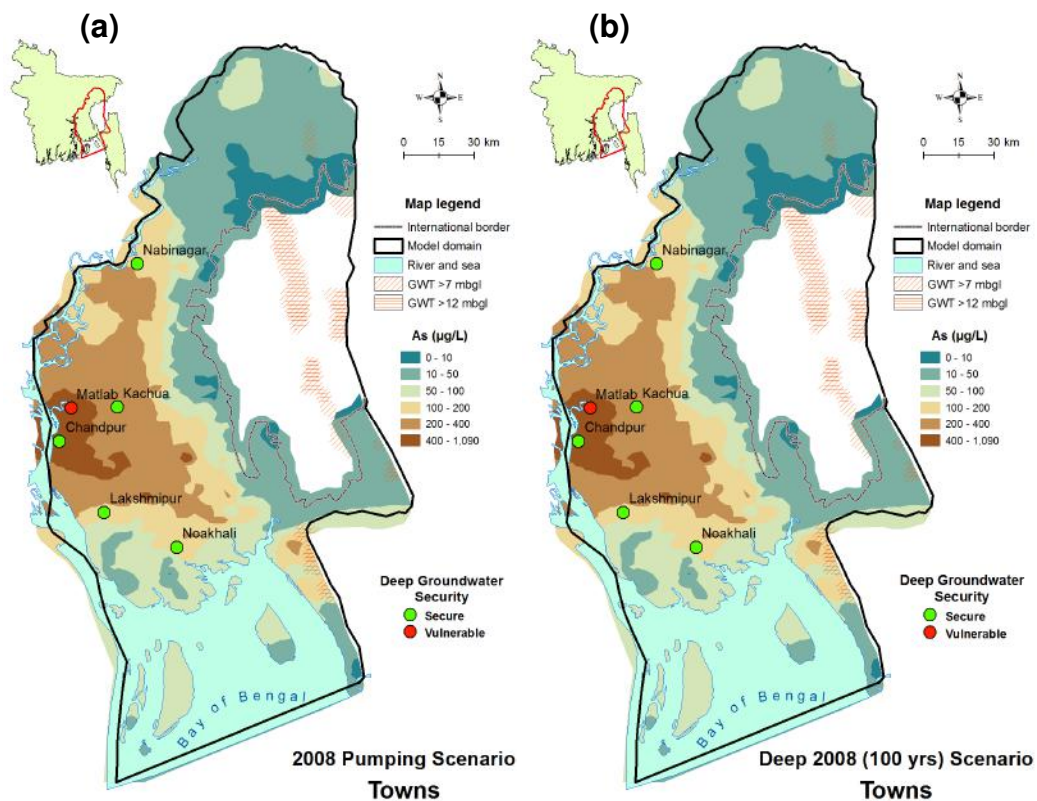 (a)
N
W E
S
0 15 30 km
Map legend
International border
Model domain
River and sea
GWT >7 mbgl
GWT >12 mbgl
As (µg/L)
0 - 10
10 - 50
50 - 100
100 - 200
200 - 400
400 - 1,090
Nabinagar
Matlab Kachua
Chandpur
Lakshmipur
Noakhali
Deep Groundwater
Security
Secure
Vulnerable
Bay of Bengal
2008 Pumping Scenario
Towns
(b)
N
W E
S
0 15 30 km
Map legend
International border
Model domain
River and sea
GWT >7 mbgl
GWT >12 mbgl
As (µg/L)
0 - 10
10 - 50
50 - 100
100 - 200
200 - 400
400 - 1,090
Nabinagar
Matlab Kachua
Chandpur
Lakshmipur
Noakhali
Deep Groundwater
Security
Secure
Vulnerable
Bay of Bengal
Deep 2008 (100 yrs) Scenario
Towns